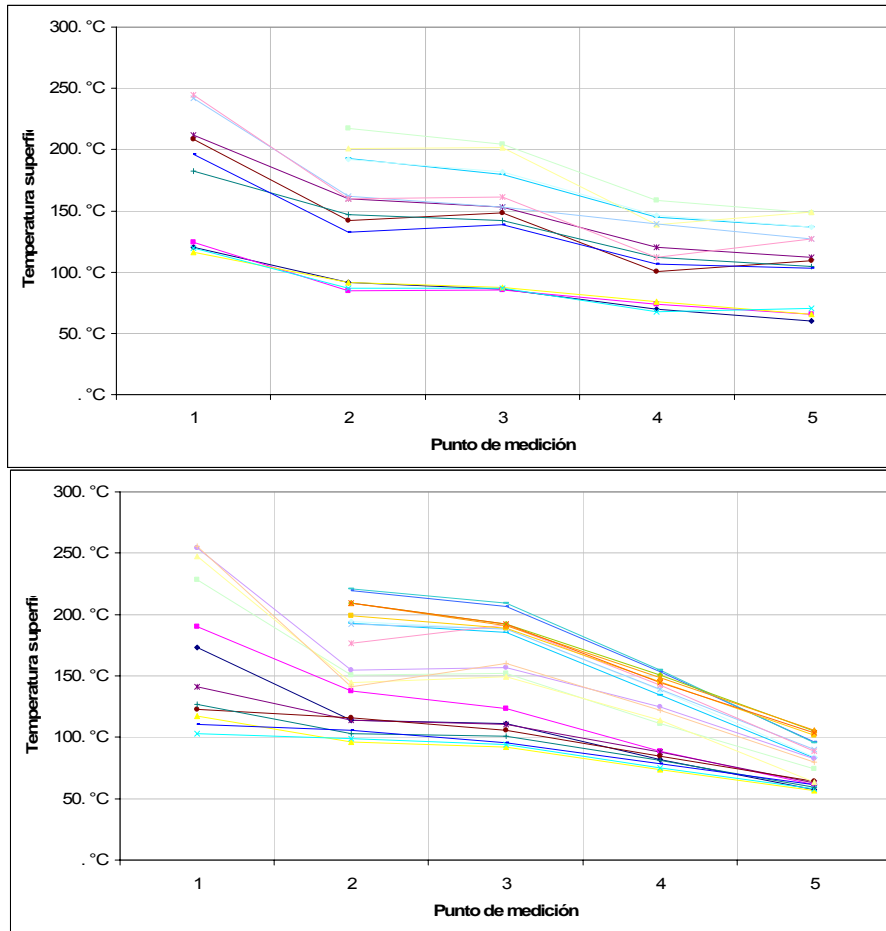 300. °C
250. °C
200. °C
150. °C
100. °C
50. °C
. °C
Temperatura superfi
1 2 3 4 5
Punto de medición
300. °C
250. °C
200. °C
150. °C
100. °C
50. °C
. °C
Temperatura superfi
1 2 3 4 5
Punto de medición